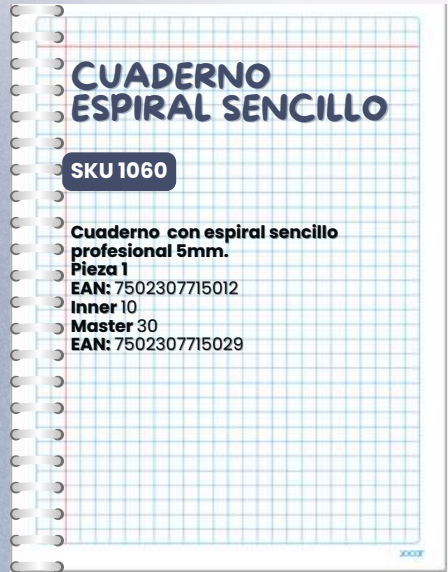 CUADERNO
ESPIRAL SENCILLO
SKU 1060
Cuaderno con espiral sencillo
profesional 5mm.
Pieza 1
EAN: 7502307715012
Inner 10
Master 30
EAN: 7502307715029